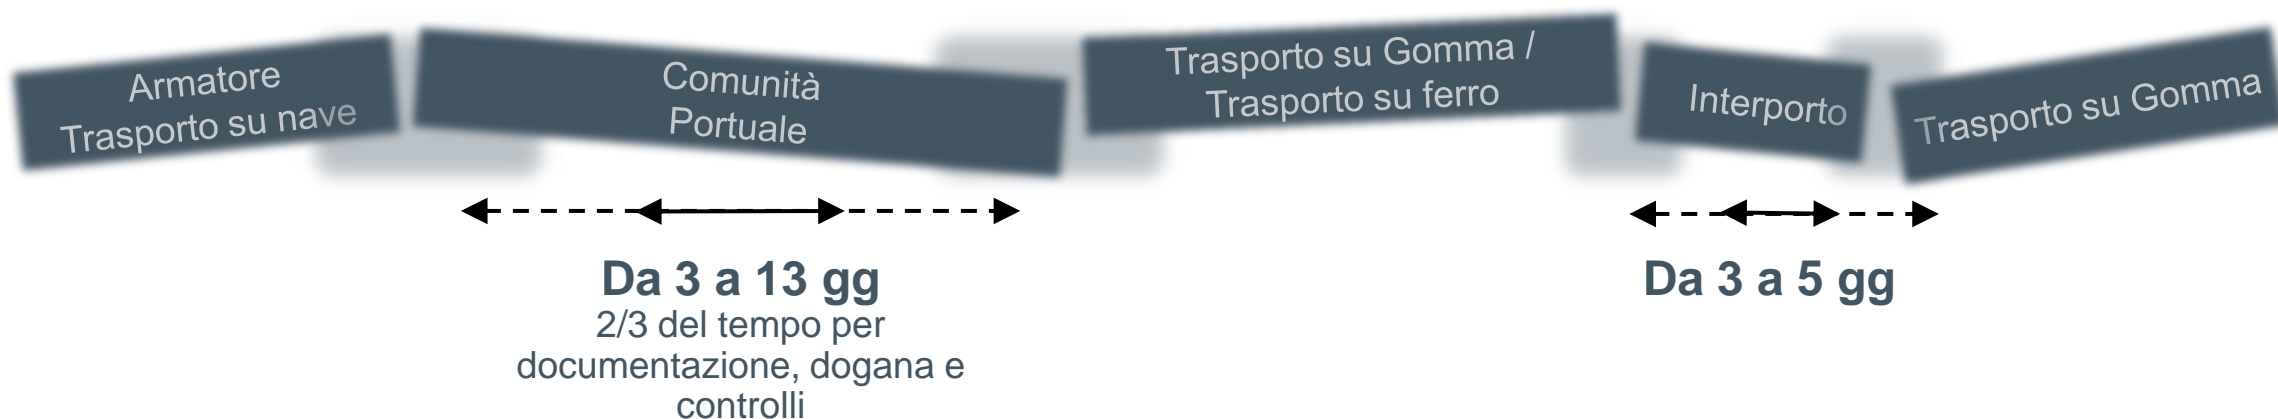 Armatore
Trasporto su nave
Comunità
Portuale
Trasporto su Gomma /
Trasporto su ferro
Interporto
Trasporto su Gomma
Da 3 a 13 gg
2/3 del tempo per
documentazione, dogana e
controlli
Da 3 a 5 gg